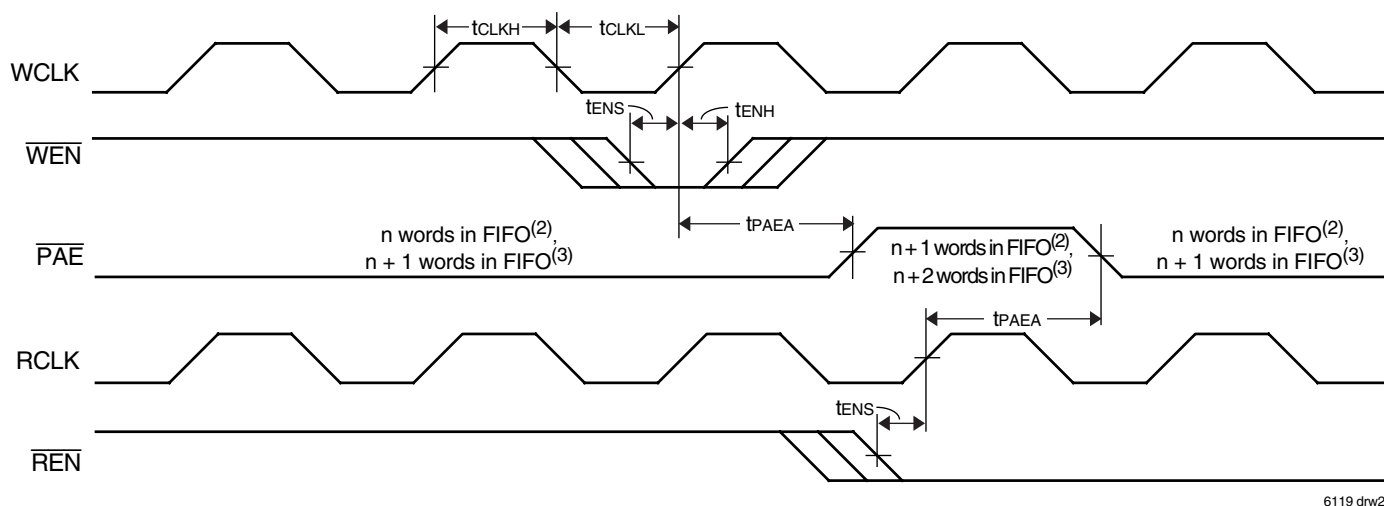 tCLKH
tCLKL
WCLK
tENS
tENH
WEN
tPAEA
n words in FIFO(2),
n + 1 words in FIFO(3)
PAE
n + 1 words in FIFO(2),
n + 2 words in FIFO(3)
n words in FIFO(2),
n + 1 words in FIFO(3)
tPAEA
RCLK
tENS
REN
6119 drw2